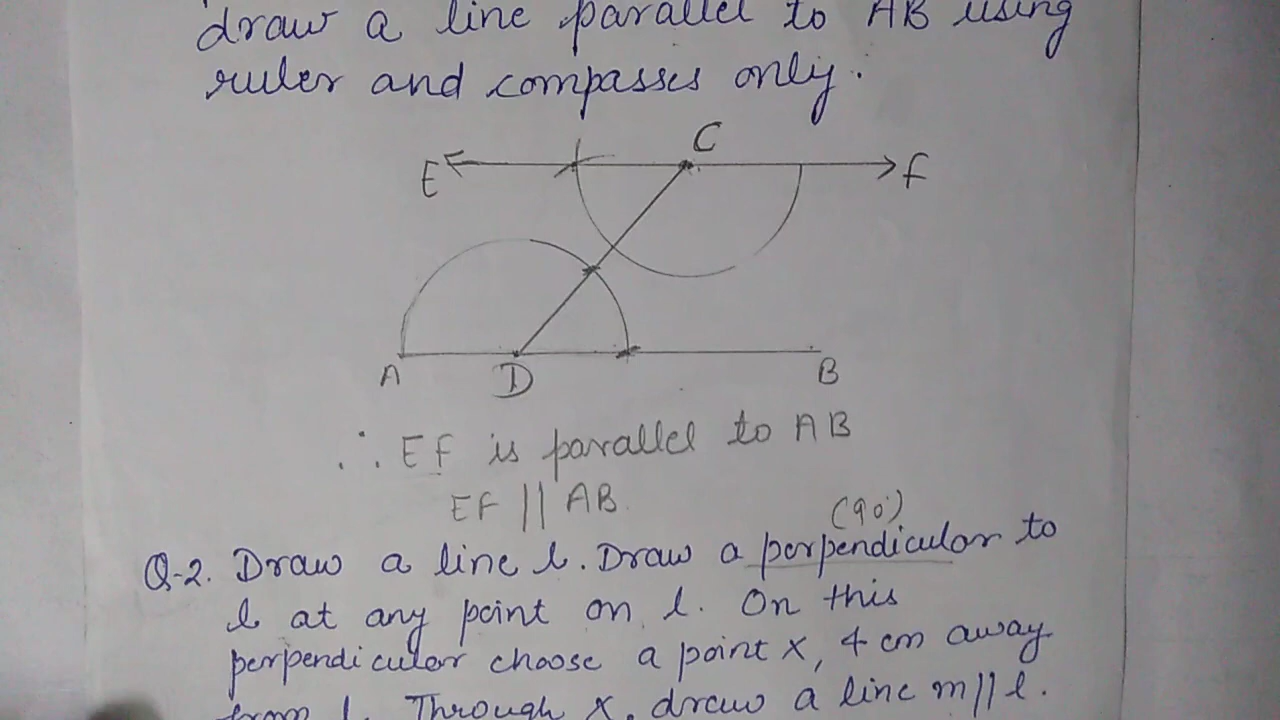 draw a line parallel to AB using
ruler and compasses only.
C
E
F
A
D
B
∴ EF is parallel to AB
EF || AB
(90°)
Q-2. Draw a line l. Draw a perpendicular to
l at any point on l. On this
perpendicular choose a point X, 4 cm away
from l. Through X, draw a line m || l.